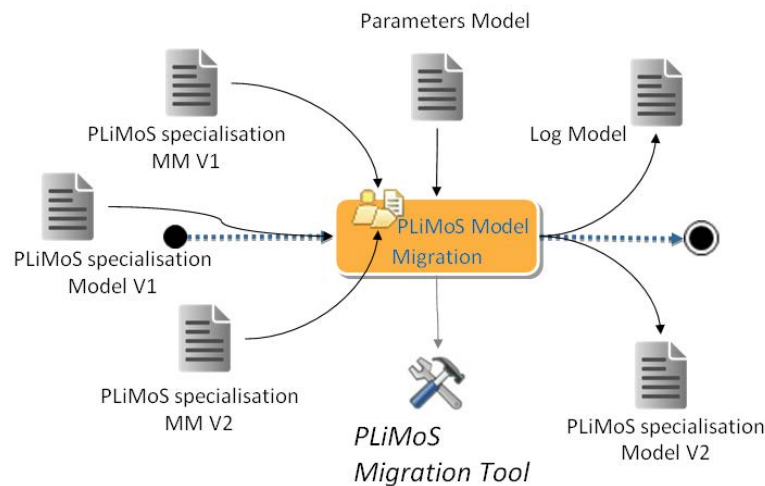 Parameters Model
PLiMoS specialisation
MM V1
Log Model
PLiMoS specialisation
Model V1
PLiMoS Model
Migration
PLiMoS specialisation
MM V2
PLiMoS
Migration Tool
PLiMoS specialisation
Model V2